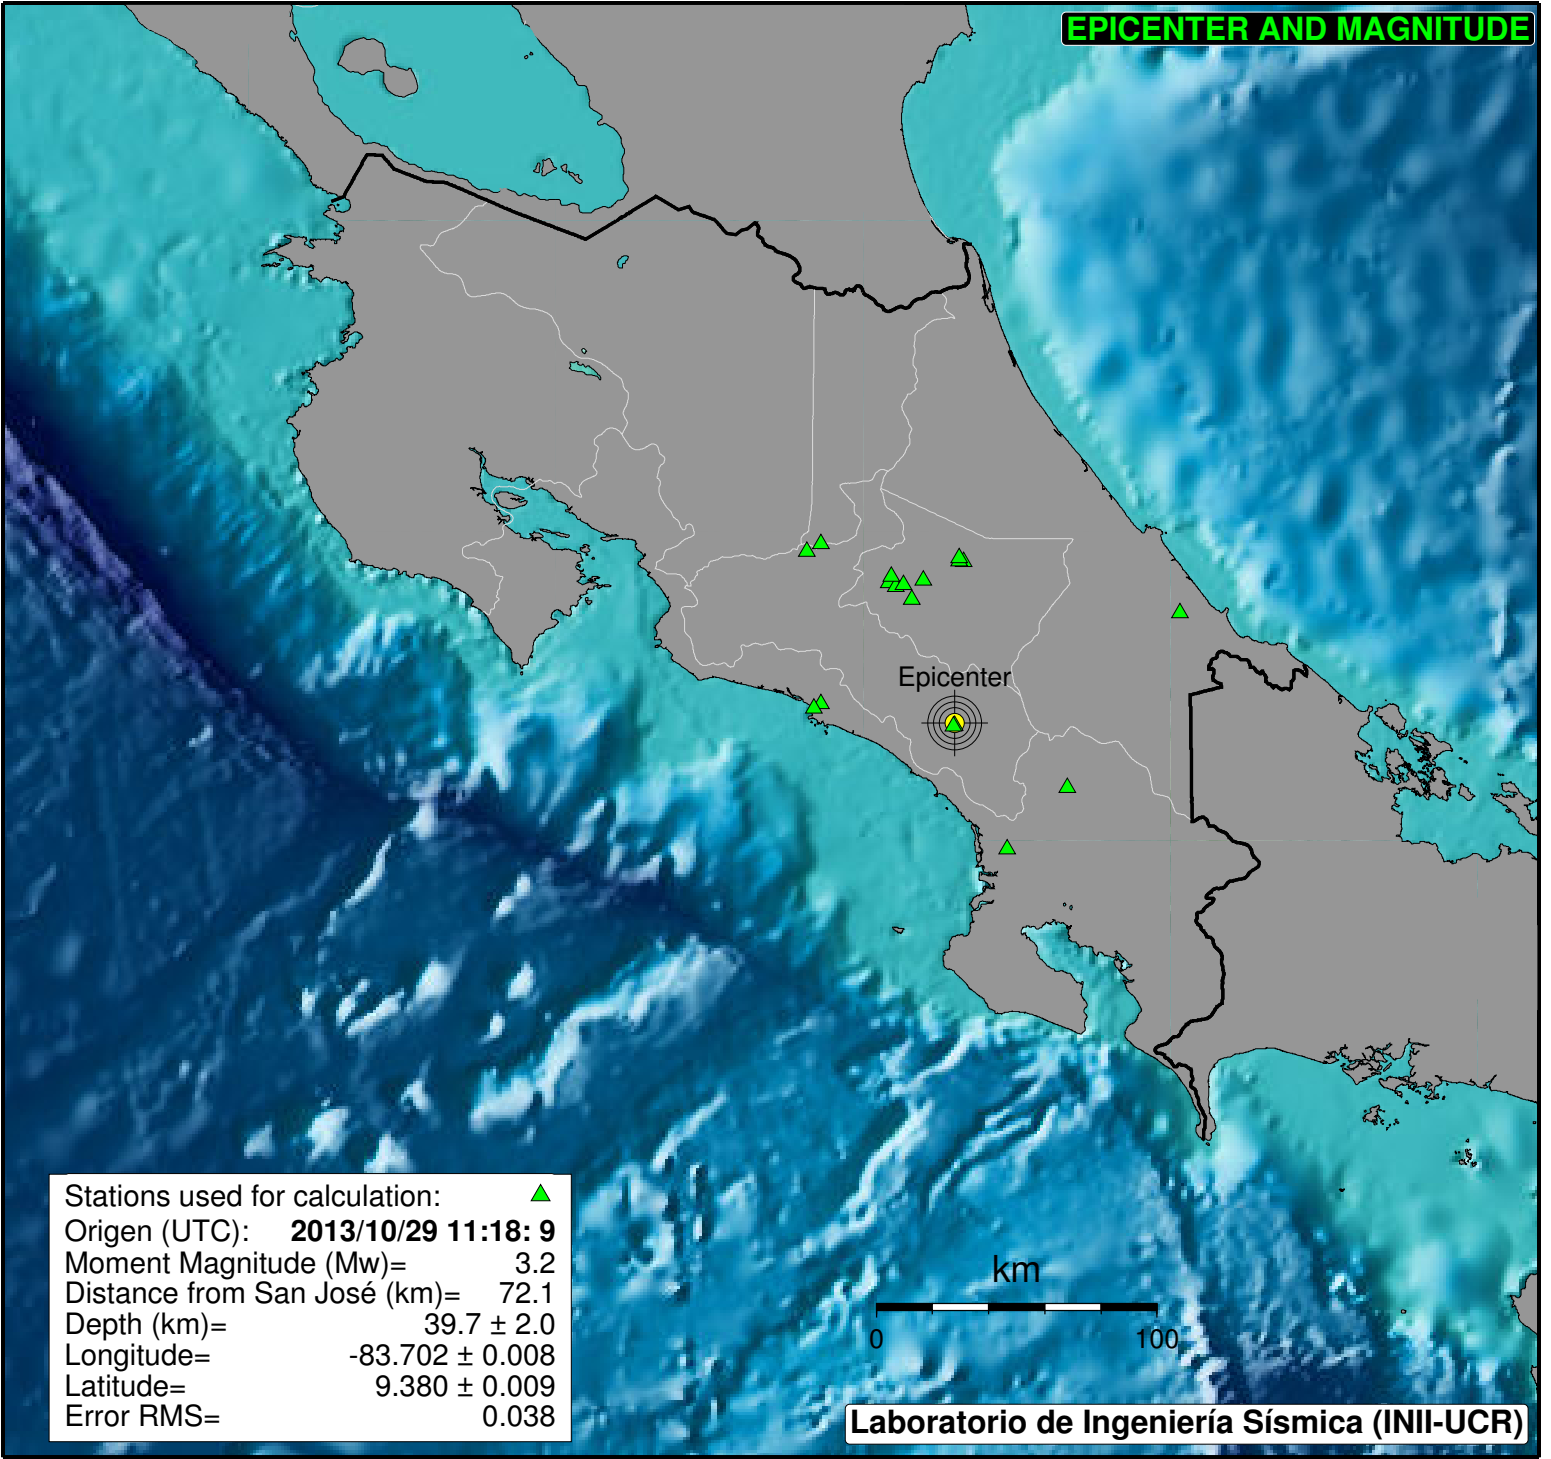 EPICENTER AND MAGNITUDE
Epicenter
Stations used for calculation:
Origen (UTC): 2013/10/29 11:18: 9
Moment Magnitude (Mw)= 3.2
Distance from San José (km)= 72.1
Depth (km)= 39.7 ± 2.0
Longitude= -83.702 ± 0.008
Latitude= 9.380 ± 0.009
Error RMS= 0.038
km
0 100
Laboratorio de Ingeniería Sísmica (INII-UCR)